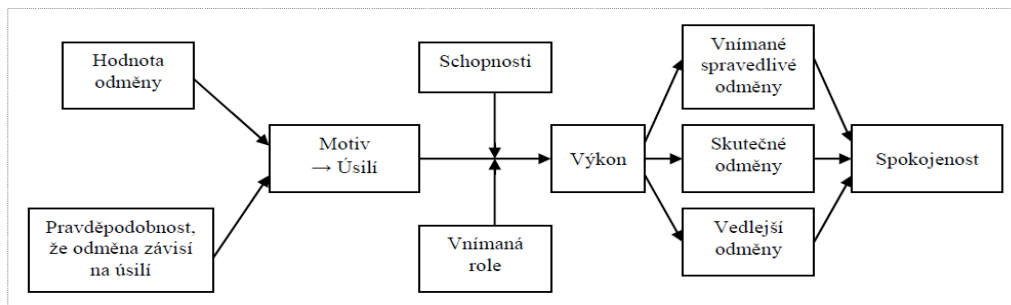 Hodnota
odměny
Pravděpodobnost,
že odměna závisí
na úsilí
Motiv
→ Úsilí
Schopnosti
Vnímaná
role
Výkon
Vnímané
spravedlivé
odměny
Skutečné
odměny
Vedlejší
odměny
Spokojenost